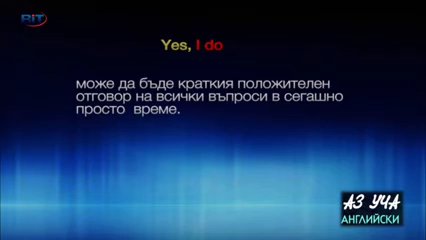 BiT
Yes, I do
може да бъде краткия положителен
отговор на всички въпроси в сегашно
просто време.
АЗ УЧА
АНГЛИЙСКИ